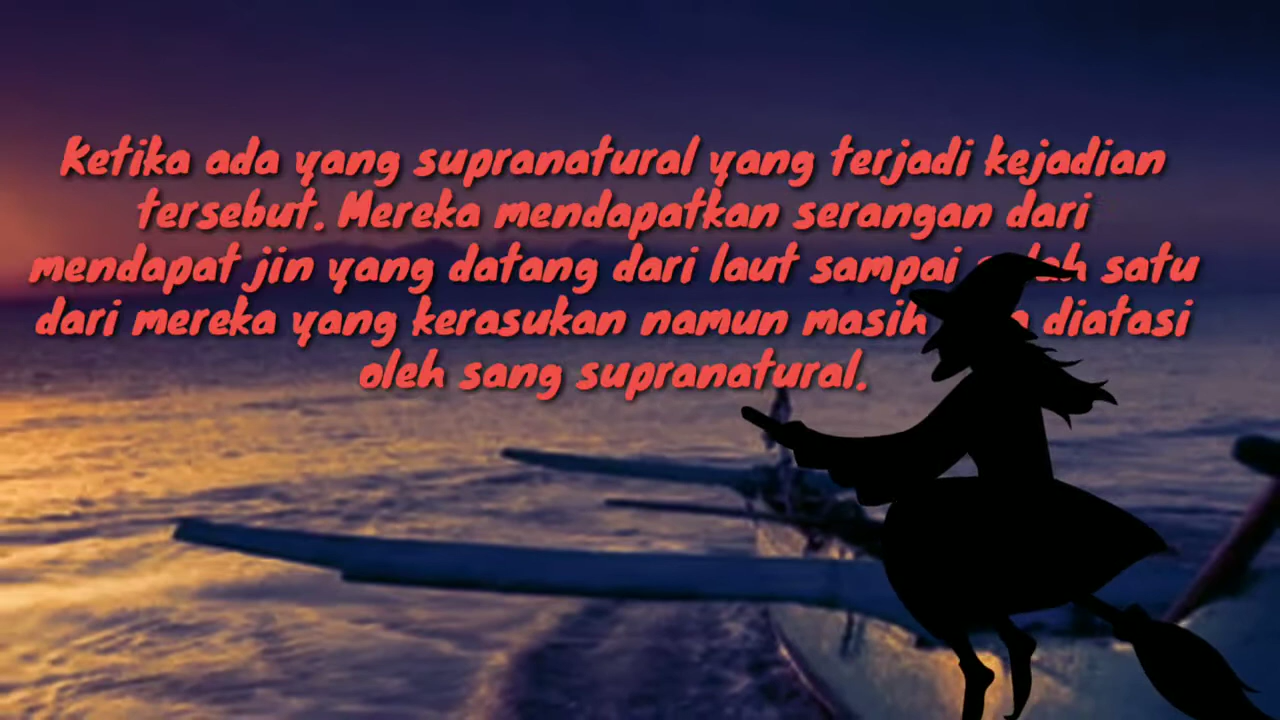 Ketika ada yang supranatural yang terjadi kejadian
tersebut. Mereka mendapatkan serangan dari
mendapat jin yang datang dari laut sampai salah satu
dari mereka yang kerasukan namun masih diatasi
oleh sang supranatural.